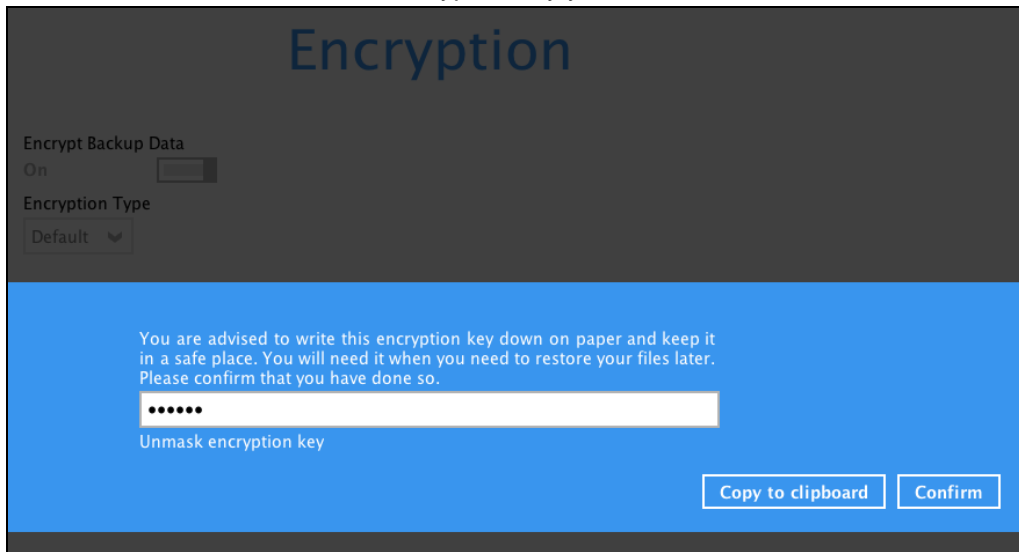 Encryption
Encrypt Backup Data
On
Encryption Type
Default
You are advised to write this encryption key down on paper and keep it
in a safe place. You will need it when you need to restore your files later.
Please confirm that you have done so.
••••••
Unmask encryption key
Copy to clipboard
Confirm